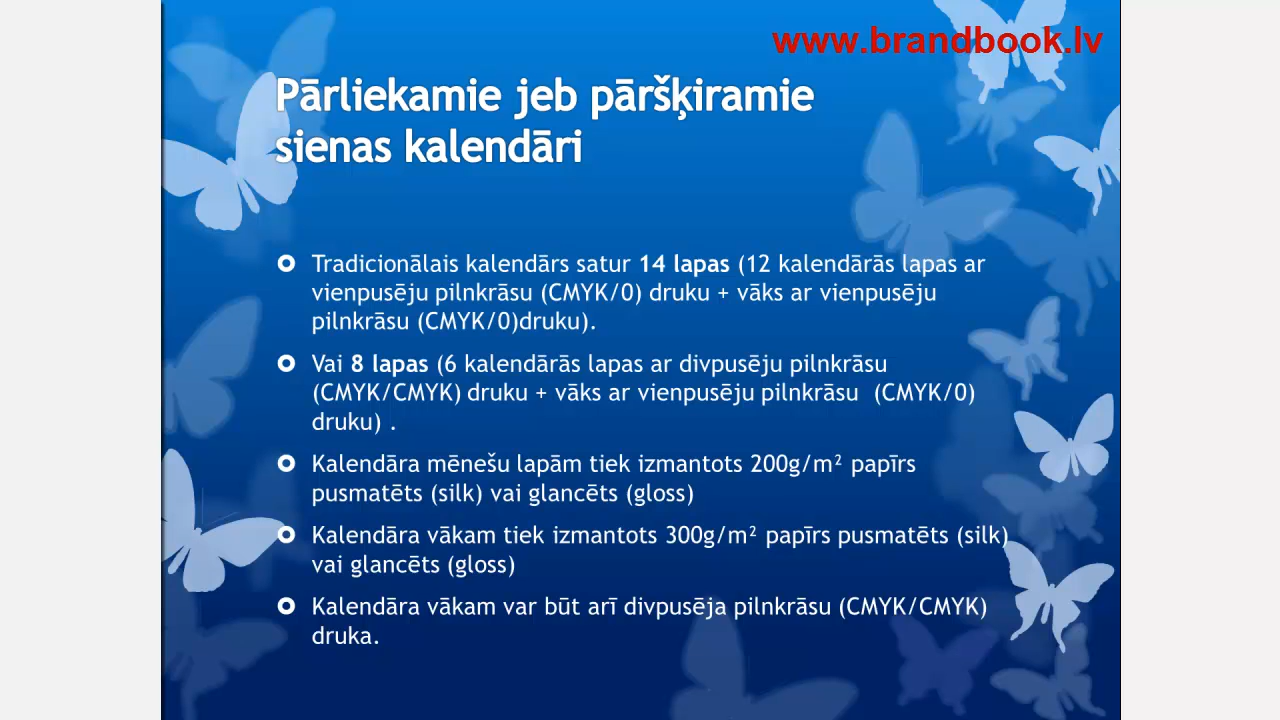 www.brandbook.lv
Pārliekamie jeb pāršķiramie
sienas kalendāri
Tradicionālais kalendārs satur 14 lapas (12 kalendārās lapas ar
vienpusēju pilnkrāsu (CMYK/0) druku + vāks ar vienpusēju
pilnkrāsu (CMYK/0)druku).
Vai 8 lapas (6 kalendārās lapas ar divpusēju pilnkrāsu
(CMYK/CMYK) druku + vāks ar vienpusēju pilnkrāsu (CMYK/0)
druku) .
Kalendāra mēnešu lapām tiek izmantots 200g/m² papīrs
pusmatēts (silk) vai glancēts (gloss)
Kalendāra vākam tiek izmantots 300g/m² papīrs pusmatēts (silk)
vai glancēts (gloss)
Kalendāra vākam var būt arī divpusēja pilnkrāsu (CMYK/CMYK)
druka.